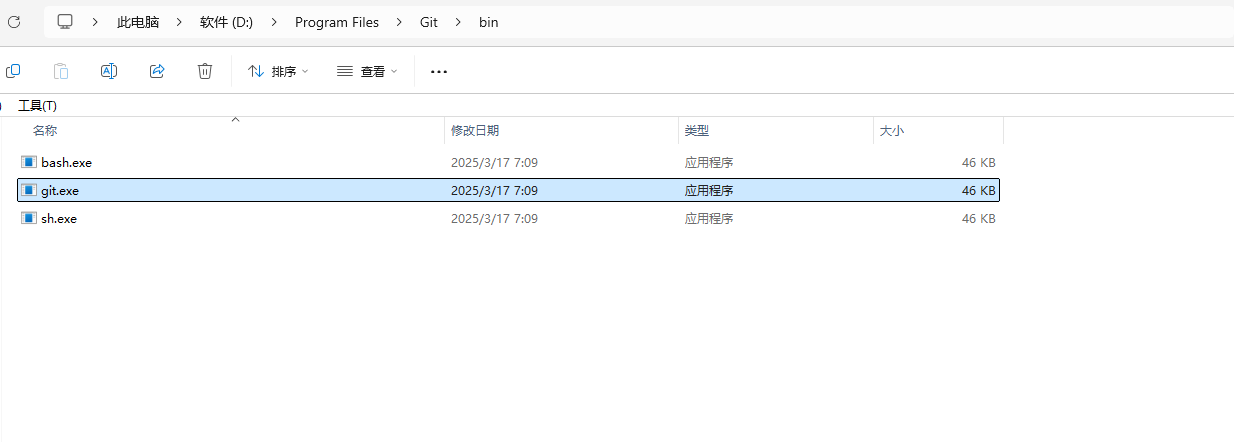 此电脑 软件 (D:) Program Files Git bin
排序 查看
工具(T)
名称 修改日期 类型 大小
bash.exe 2025/3/17 7:09 应用程序 46 KB
git.exe 2025/3/17 7:09 应用程序 46 KB
sh.exe 2025/3/17 7:09 应用程序 46 KB